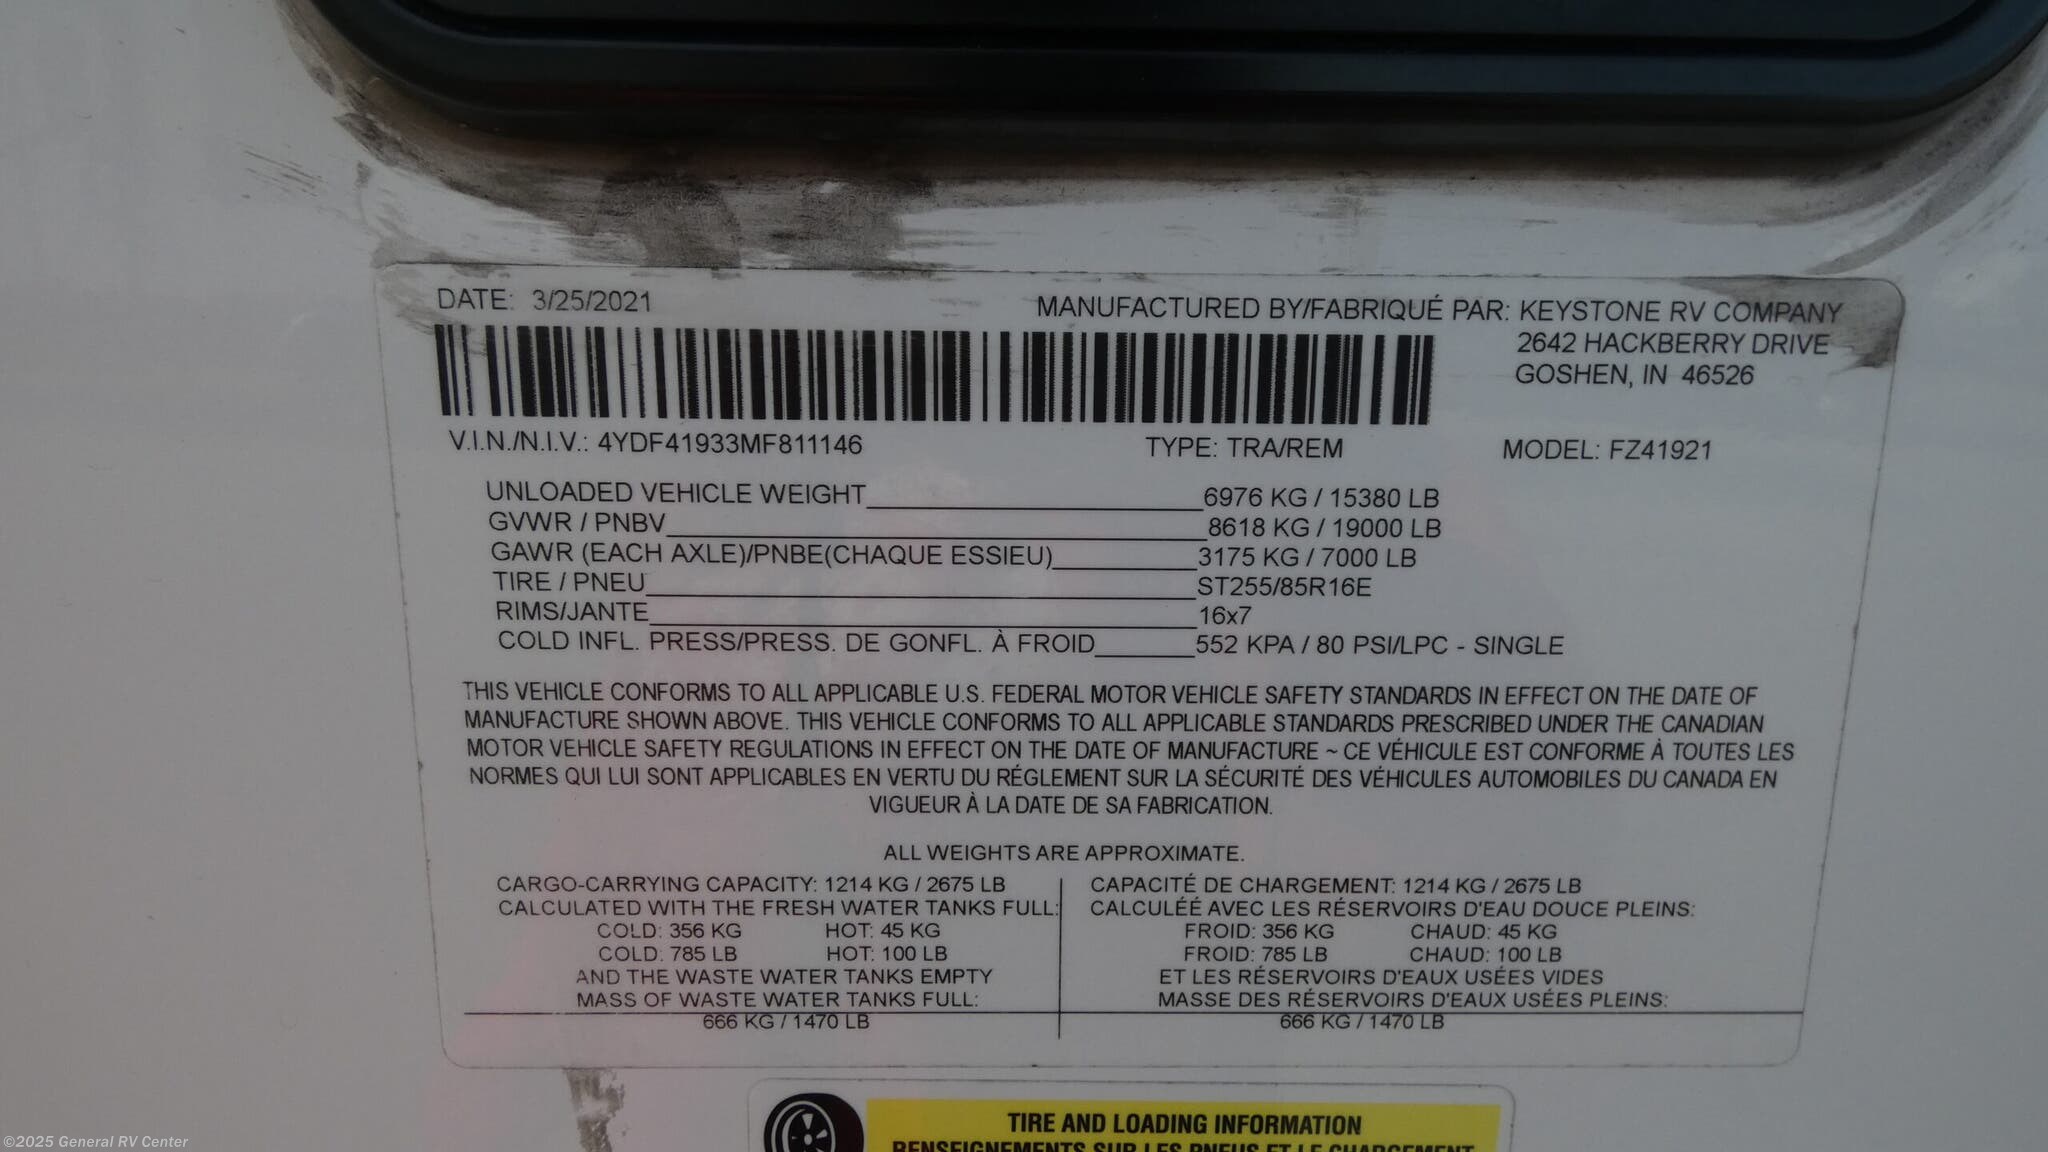 DATE: 3/25/2021
MANUFACTURED BY/FABRIQUÉ PAR: KEYSTONE RV COMPANY
2642 HACKBERRY DRIVE
GOSHEN, IN 46526
V.I.N./N.I.V.: 4YDF41933MF811146 TYPE: TRA/REM MODEL: FZ41921
UNLOADED VEHICLE WEIGHT 6976 KG / 15380 LB
GVWR / PNBV 8618 KG / 19000 LB
GAWR (EACH AXLE)/PNBE(CHAQUE ESSIEU) 3175 KG / 7000 LB
TIRE / PNEU ST255/85R16E
RIMS/JANTE 16x7
COLD INFL. PRESS/PRESS. DE GONFL. À FROID 552 KPA / 80 PSI/LPC - SINGLE
THIS VEHICLE CONFORMS TO ALL APPLICABLE U.S. FEDERAL MOTOR VEHICLE SAFETY STANDARDS IN EFFECT ON THE DATE OF
MANUFACTURE SHOWN ABOVE. THIS VEHICLE CONFORMS TO ALL APPLICABLE STANDARDS PRESCRIBED UNDER THE CANADIAN
MOTOR VEHICLE SAFETY REGULATIONS IN EFFECT ON THE DATE OF MANUFACTURE ~ CE VÉHICULE EST CONFORME À TOUTES LES
NORMES QUI LUI SONT APPLICABLES EN VERTU DU RÉGLEMENT SUR LA SÉCURITÉ DES VÉHICULES AUTOMOBILES DU CANADA EN
VIGUEUR À LA DATE DE SA FABRICATION.
ALL WEIGHTS ARE APPROXIMATE.
CARGO-CARRYING CAPACITY: 1214 KG / 2675 LB
CALCULATED WITH THE FRESH WATER TANKS FULL:
COLD: 356 KG HOT: 45 KG
COLD: 785 LB HOT: 100 LB
AND THE WASTE WATER TANKS EMPTY
MASS OF WASTE WATER TANKS FULL:
666 KG / 1470 LB
CAPACITÉ DE CHARGEMENT: 1214 KG / 2675 LB
CALCULÉE AVEC LES RÉSERVOIRS D'EAU DOUCE PLEINS:
FROID: 356 KG CHAUD: 45 KG
FROID: 785 LB CHAUD: 100 LB
ET LES RÉSERVOIRS D'EAUX USÉES VIDES
MASSE DES RÉSERVOIRS D'EAUX USÉES PLEINS:
666 KG / 1470 LB
TIRE AND LOADING INFORMATION
RENSEIGNEMENTS SUR LES PNEUS ET LE CHARGEMENT
©2025 General RV Center